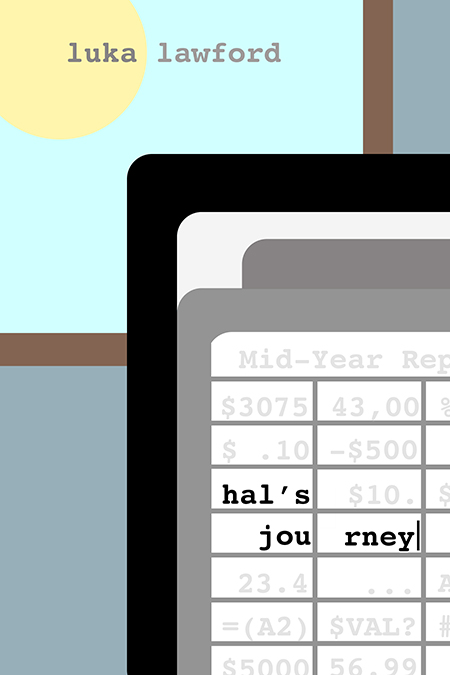 luka lawford
Mid-Year Rep
$3075 43,00 %
$ .10 -$500
hal’s $10. $
jou rney
23.4 ... A
=(A2) $VAL? #
$5000 56.99